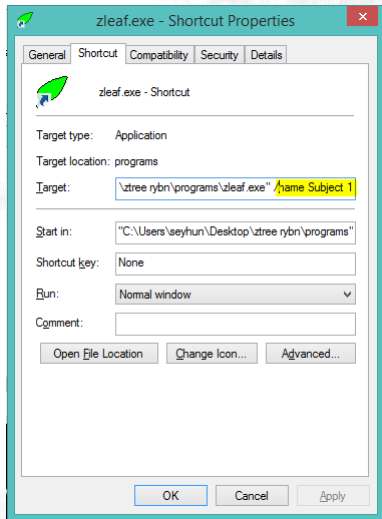 zleaf.exe - Shortcut Properties
General Shortcut Compatibility Security Details
zleaf.exe - Shortcut
Target type: Application
Target location: programs
Target: \ztree rybn\programs\zleaf.exe" /name Subject 1
Start in: "C:\Users\seyhun\Desktop\ztree rybn\programs"
Shortcut key: None
Run: Normal window
Comment:
Open File Location Change Icon... Advanced...
OK Cancel Apply